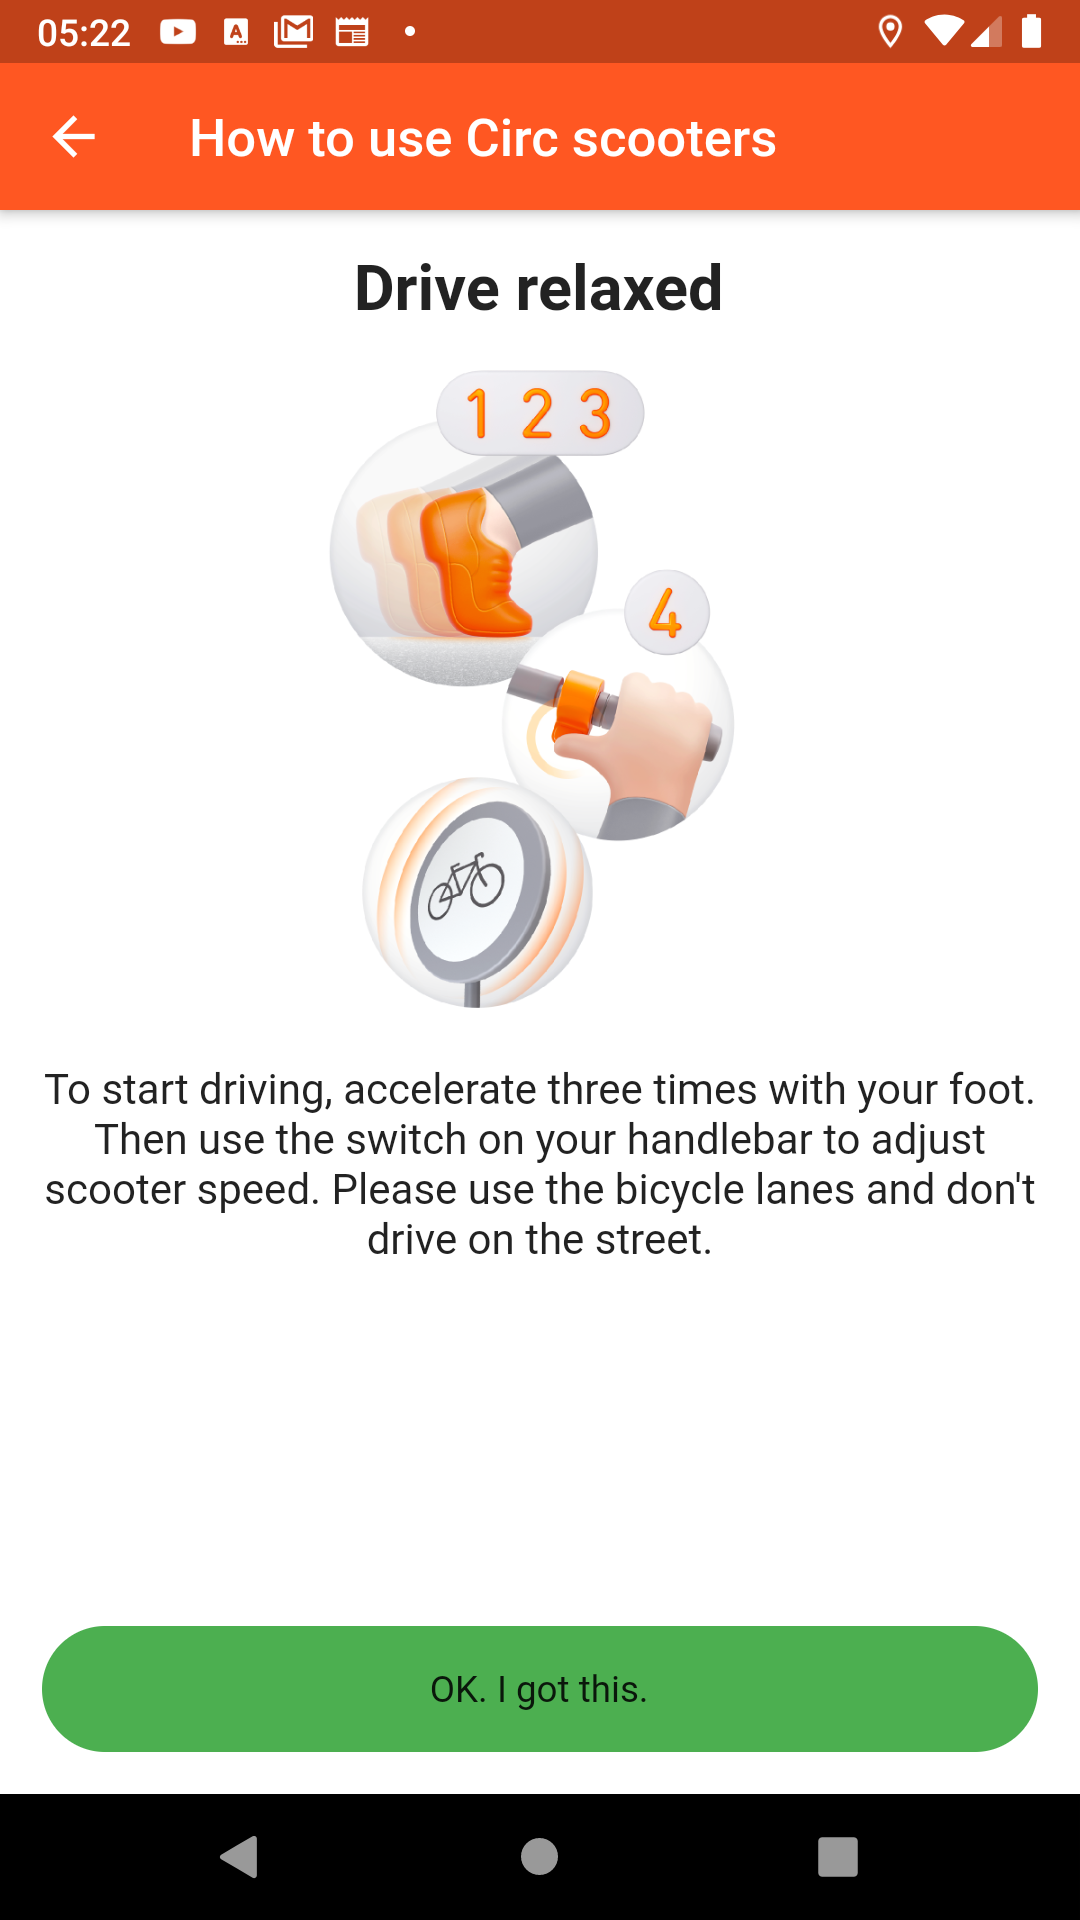 05:22
How to use Circ scooters
Drive relaxed
1 2 3
4
To start driving, accelerate three times with your foot.
Then use the switch on your handlebar to adjust
scooter speed. Please use the bicycle lanes and don't
drive on the street.
OK. I got this.